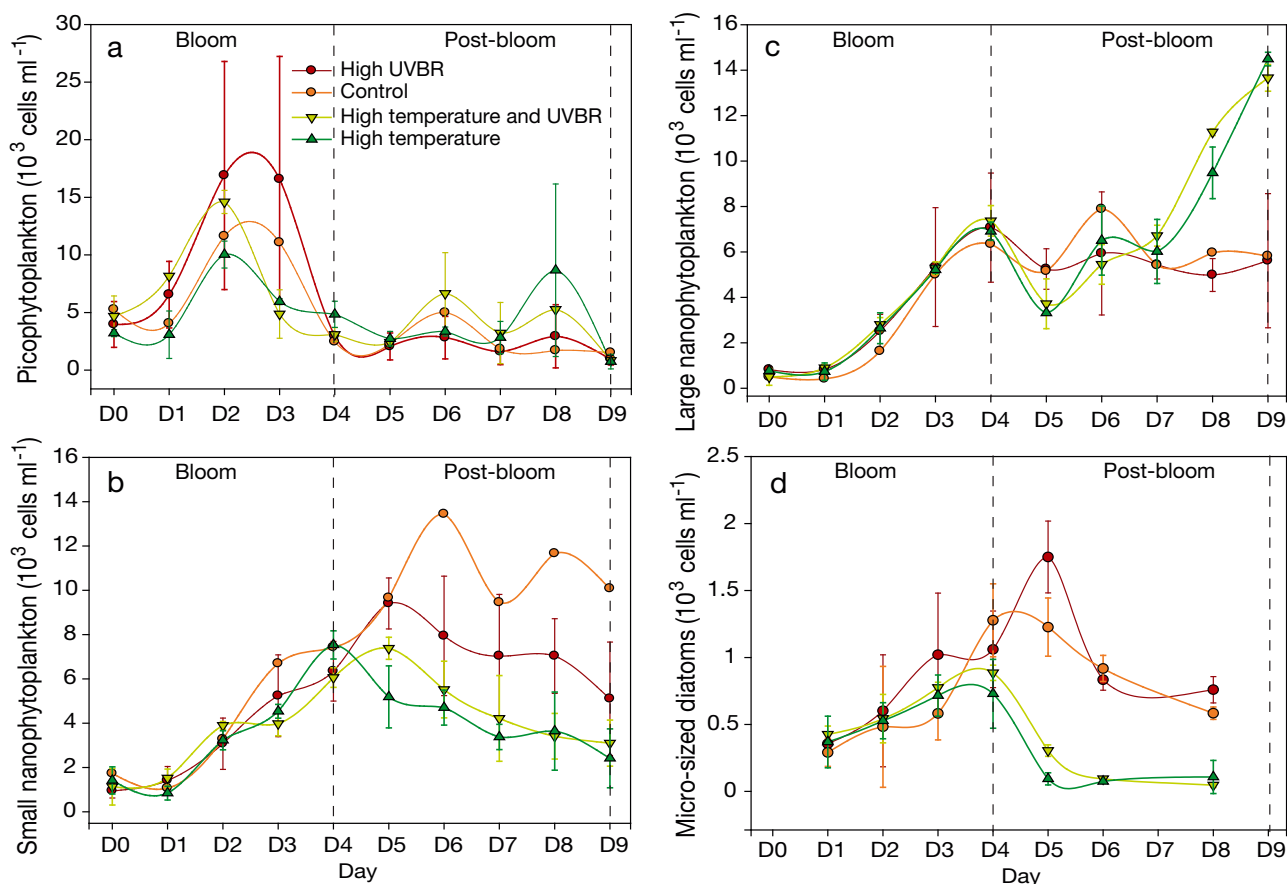 a
Bloom
Post-bloom
High UVBR
Control
High temperature and UVBR
High temperature
Picophytoplankton (10³ cells ml⁻¹)
30
25
20
15
10
5
0
D0 D1 D2 D3 D4 D5 D6 D7 D8 D9
c
Bloom
Post-bloom
Large nanophytoplankton (10³ cells ml⁻¹)
16
14
12
10
8
6
4
2
0
D0 D1 D2 D3 D4 D5 D6 D7 D8 D9
b
Bloom
Post-bloom
Small nanophytoplankton (10³ cells ml⁻¹)
16
14
12
10
8
6
4
2
0
D0 D1 D2 D3 D4 D5 D6 D7 D8 D9
Day
d
Bloom
Post-bloom
Micro-sized diatoms (10³ cells ml⁻¹)
2.5
2
1.5
1
0.5
0
D0 D1 D2 D3 D4 D5 D6 D7 D8 D9
Day